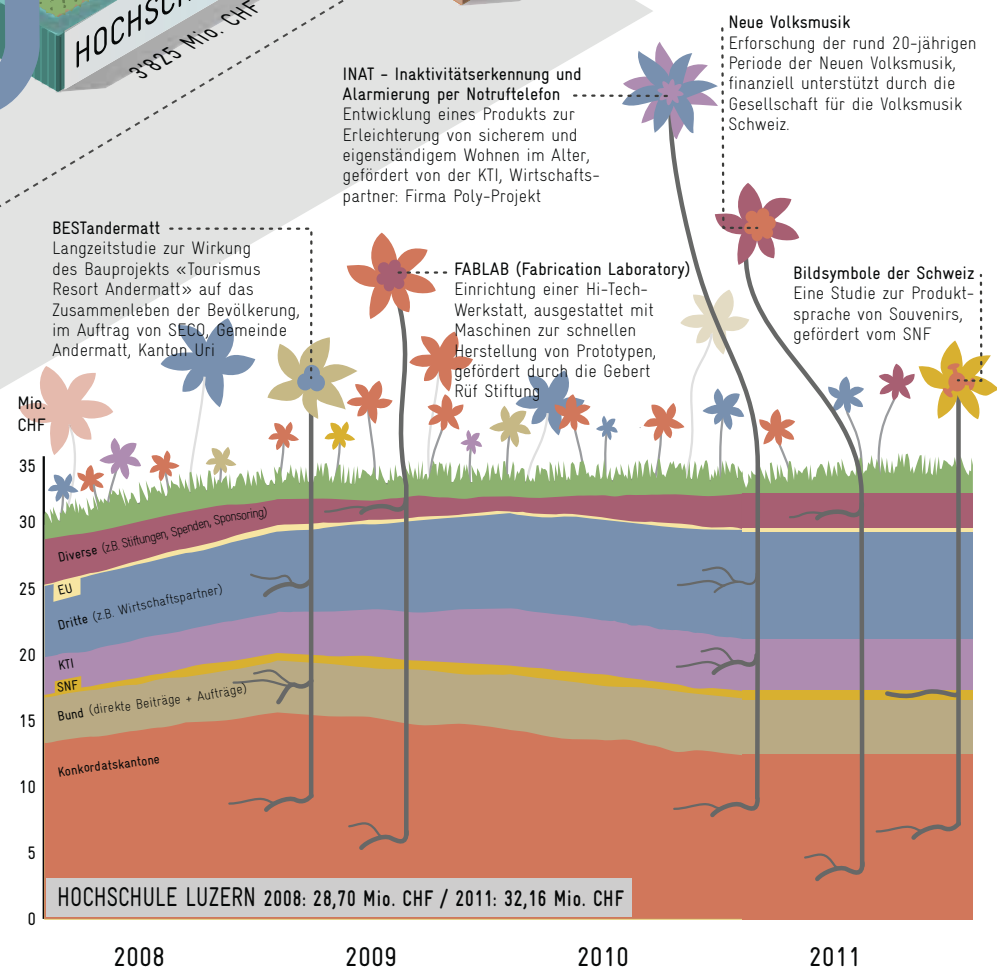 HOCHSC
3'825 Mio. CHF
Neue Volksmusik
Erforschung der rund 20-jährigen
Periode der Neuen Volksmusik,
finanziell unterstützt durch die
Gesellschaft für die Volksmusik
Schweiz.
INAT - Inaktivitätserkennung und
Alarmierung per Notruftelefon
Entwicklung eines Produkts zur
Erleichterung von sicherem und
eigenständigem Wohnen im Alter,
gefördert von der KTI, Wirtschafts-
partner: Firma Poly-Projekt
BESTandermatt
Langzeitstudie zur Wirkung
des Bauprojekts «Tourismus
Resort Andermatt» auf das
Zusammenleben der Bevölkerung,
im Auftrag von SECO, Gemeinde
Andermatt, Kanton Uri
FABLAB (Fabrication Laboratory)
Einrichtung einer Hi-Tech-
Werkstatt, ausgestattet mit
Maschinen zur schnellen
Herstellung von Prototypen,
gefördert durch die Gebert
Rüf Stiftung
Bildsymbole der Schweiz
Eine Studie zur Produkt-
sprache von Souvenirs,
gefördert vom SNF
Mio.
CHF
35
30
25
20
15
10
5
0
Diverse (z.B. Stiftungen, Spenden, Sponsoring)
EU
Dritte (z.B. Wirtschaftspartner)
KTI
SNF
Bund (direkte Beiträge + Aufträge)
Konkordatskantone
HOCHSCHULE LUZERN 2008: 28,70 Mio. CHF / 2011: 32,16 Mio. CHF
2008 2009 2010 2011